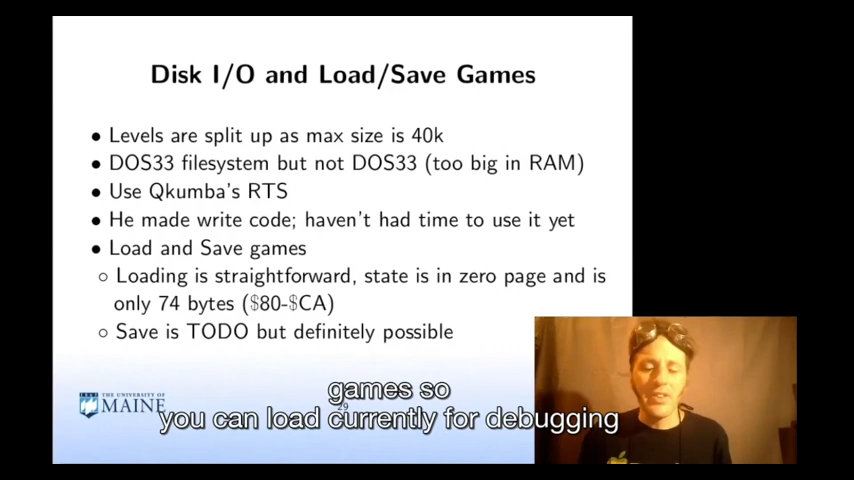 Disk I/O and Load/Save Games
• Levels are split up as max size is 40k
• DOS33 filesystem but not DOS33 (too big in RAM)
• Use Qkumba's RTS
• He made write code; haven't had time to use it yet
• Load and Save games
○ Loading is straightforward, state is in zero page and is
only 74 bytes ($80-$CA)
○ Save is TODO but definitely possible
THE UNIVERSITY OF
MAINE
29
games so
you can load currently for debugging